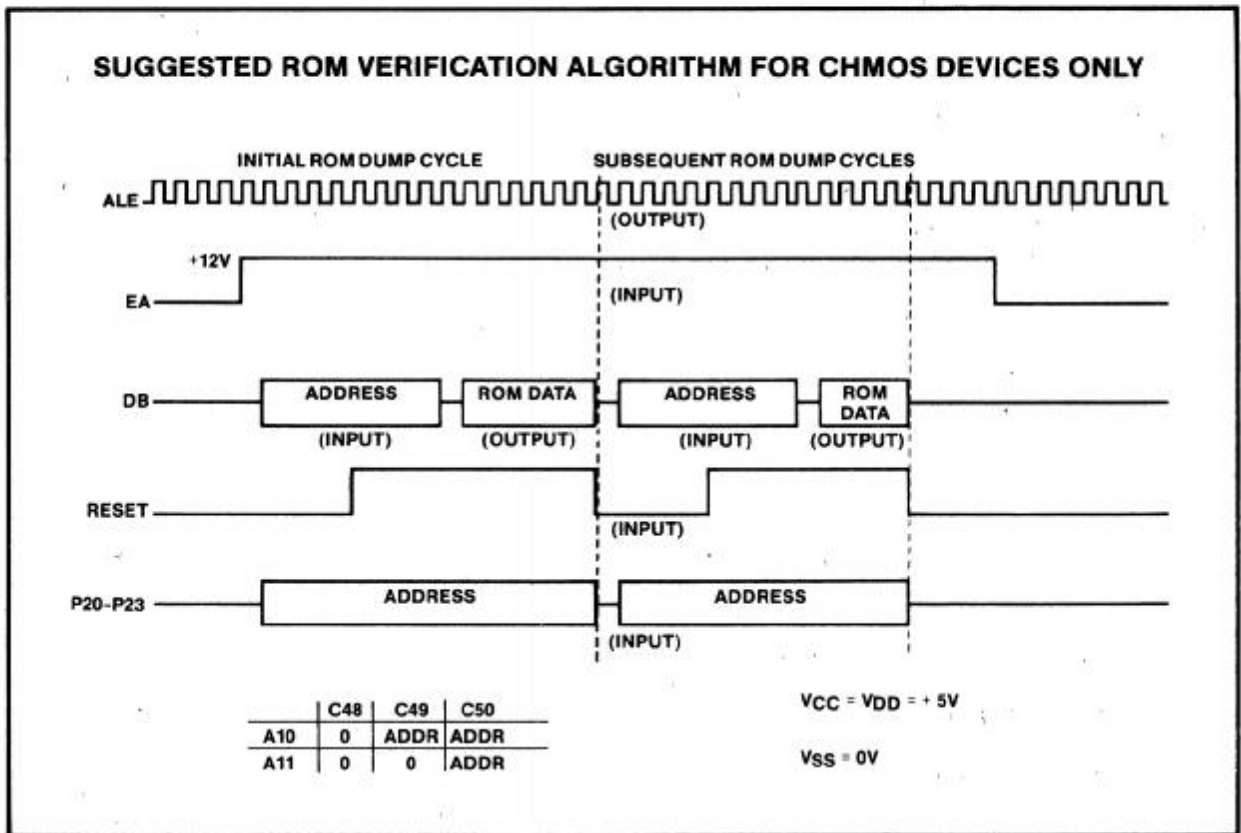 SUGGESTED ROM VERIFICATION ALGORITHM FOR CHMOS DEVICES ONLY
INITIAL ROM DUMP CYCLE SUBSEQUENT ROM DUMP CYCLES
ALE
(OUTPUT)
+12V
EA (INPUT)
DB ADDRESS ROM DATA ADDRESS ROM
DATA
(INPUT) (OUTPUT) (INPUT) (OUTPUT)
RESET
(INPUT)
P20-P23 ADDRESS ADDRESS
(INPUT)
C48 C49 C50
A10 0 ADDR ADDR
A11 0 0 ADDR
VCC = VDD = + 5V
VSS = 0V